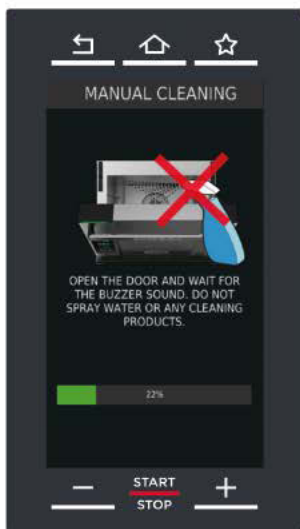 MANUAL CLEANING
OPEN THE DOOR AND WAIT FOR
THE BUZZER SOUND. DO NOT
SPRAY WATER OR ANY CLEANING
PRODUCTS.
22%
START
STOP